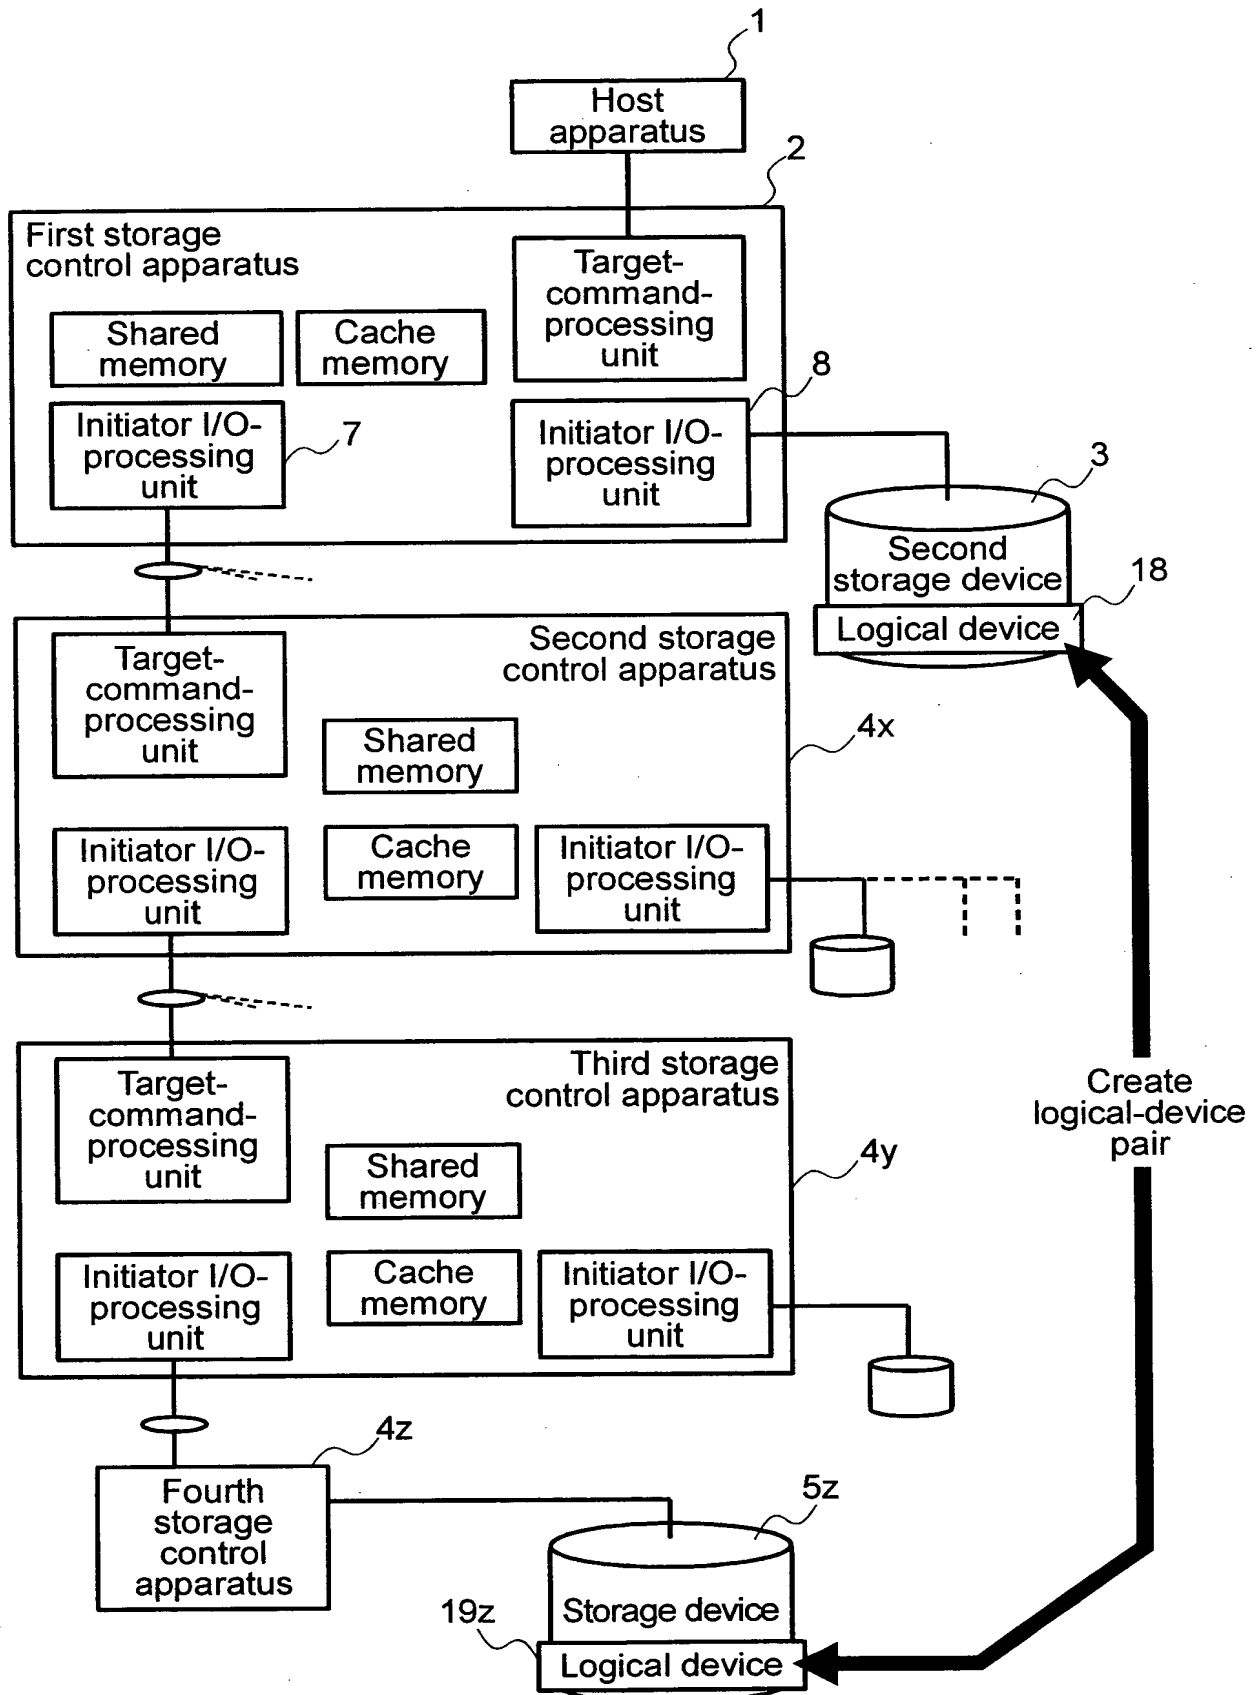 1
Host
apparatus
2
First storage
control apparatus
Target-
command-
processing
unit
Shared
memory
Cache
memory
8
Initiator I/O-
processing
unit
7
Initiator I/O-
processing
unit
3
Second
storage device
18
Logical device
Second storage
control apparatus
Target-
command-
processing
unit
4x
Shared
memory
Initiator I/O-
processing
unit
Cache
memory
Initiator I/O-
processing
unit
Third storage
control apparatus
Target-
command-
processing
unit
Create
logical-device
pair
4y
Shared
memory
Initiator I/O-
processing
unit
Cache
memory
Initiator I/O-
processing
unit
4z
Fourth
storage
control
apparatus
5z
Storage device
19z
Logical device